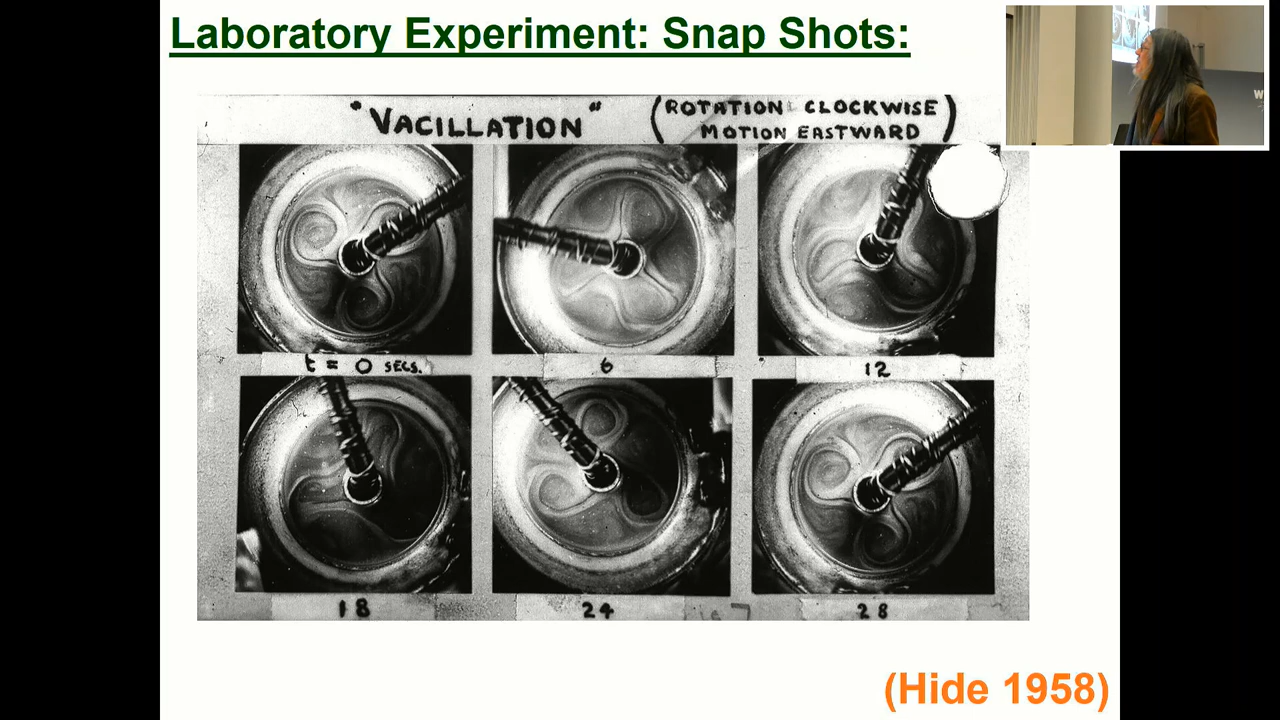 Laboratory Experiment: Snap Shots:
"VACILLATION" (ROTATION CLOCKWISE
MOTION EASTWARD)
t = 0 SECS.
6
12
18
24
28
(Hide 1958)